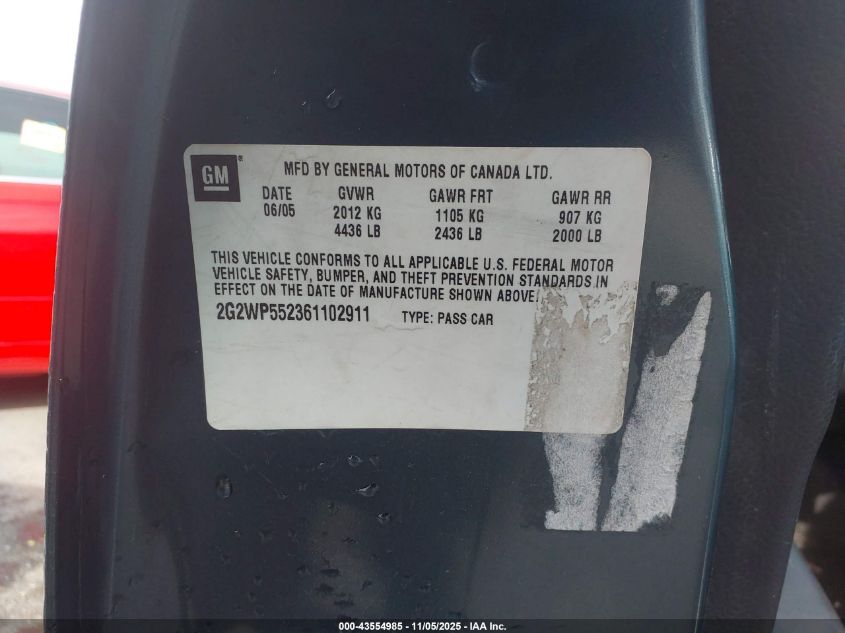 GM
MFD BY GENERAL MOTORS OF CANADA LTD.
DATE GVWR GAWR FRT GAWR RR
06/05 2012 KG 1105 KG 907 KG
4436 LB 2436 LB 2000 LB
THIS VEHICLE CONFORMS TO ALL APPLICABLE U.S. FEDERAL MOTOR
VEHICLE SAFETY, BUMPER, AND THEFT PREVENTION STANDARDS IN
EFFECT ON THE DATE OF MANUFACTURE SHOWN ABOVE.
2G2WP552361102911 TYPE: PASS CAR
000-43554985 - 11/05/2025 - IAA Inc.